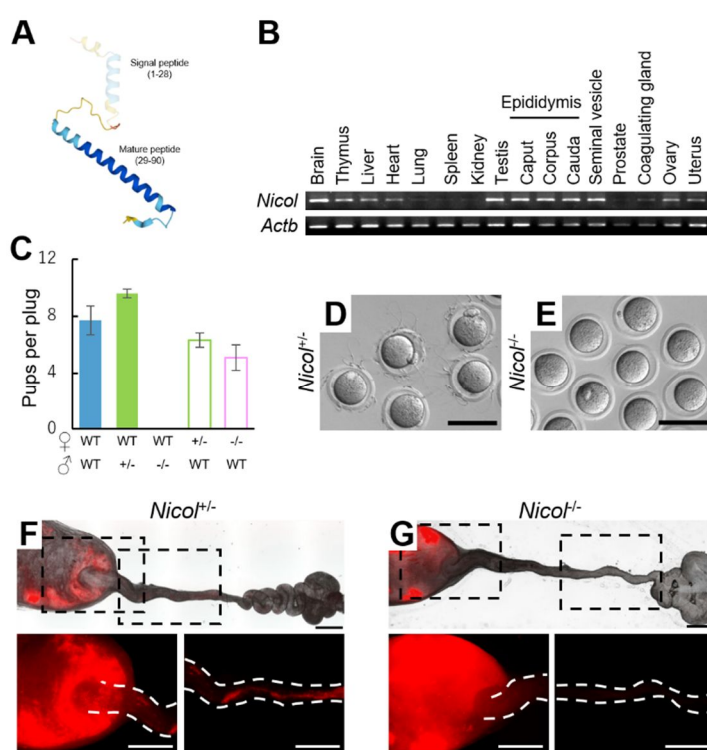 A
Signal peptide
(1-28)
Mature peptide
(29-90)
B
Epididymis
Brain
Thymus
Liver
Heart
Lung
Spleen
Kidney
Testis
Caput
Corpus
Cauda
Seminal vesicle
Prostate
Coagulating gland
Ovary
Uterus
Nicol
Actb
C
Pups per plug
12
8
4
0
♀ WT WT WT +/- -/-
♂ WT +/- -/- WT WT
D
Nicol+/-
E
Nicol-/-
Nicol+/-
F
Nicol-/-
G